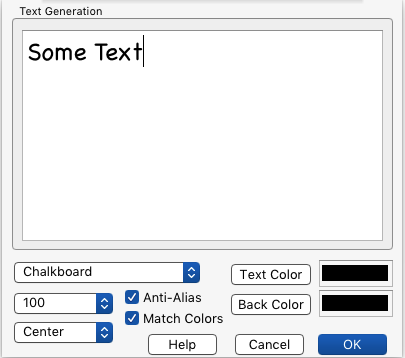 Text Generation
Some Text
Chalkboard
Text Color
100
Anti-Alias
Back Color
Match Colors
Center
Help
Cancel
OK